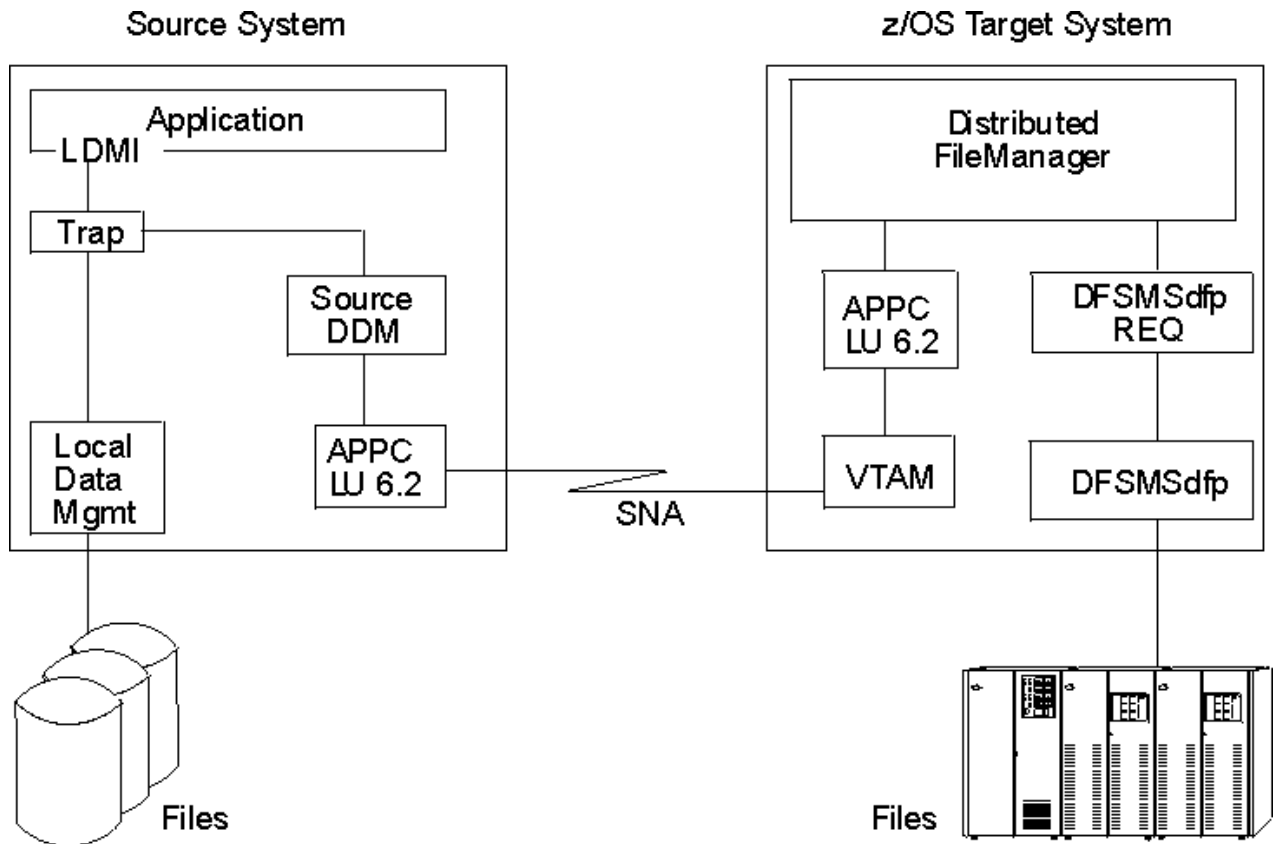 Source System
z/OS Target System
Application
LDMI
Trap
Source
DDM
Local
Data
Mgmt
APPC
LU 6.2
SNA
Files
Distributed
FileManager
APPC
LU 6.2
VTAM
DFSMSdfp
REQ
DFSMSdfp
Files